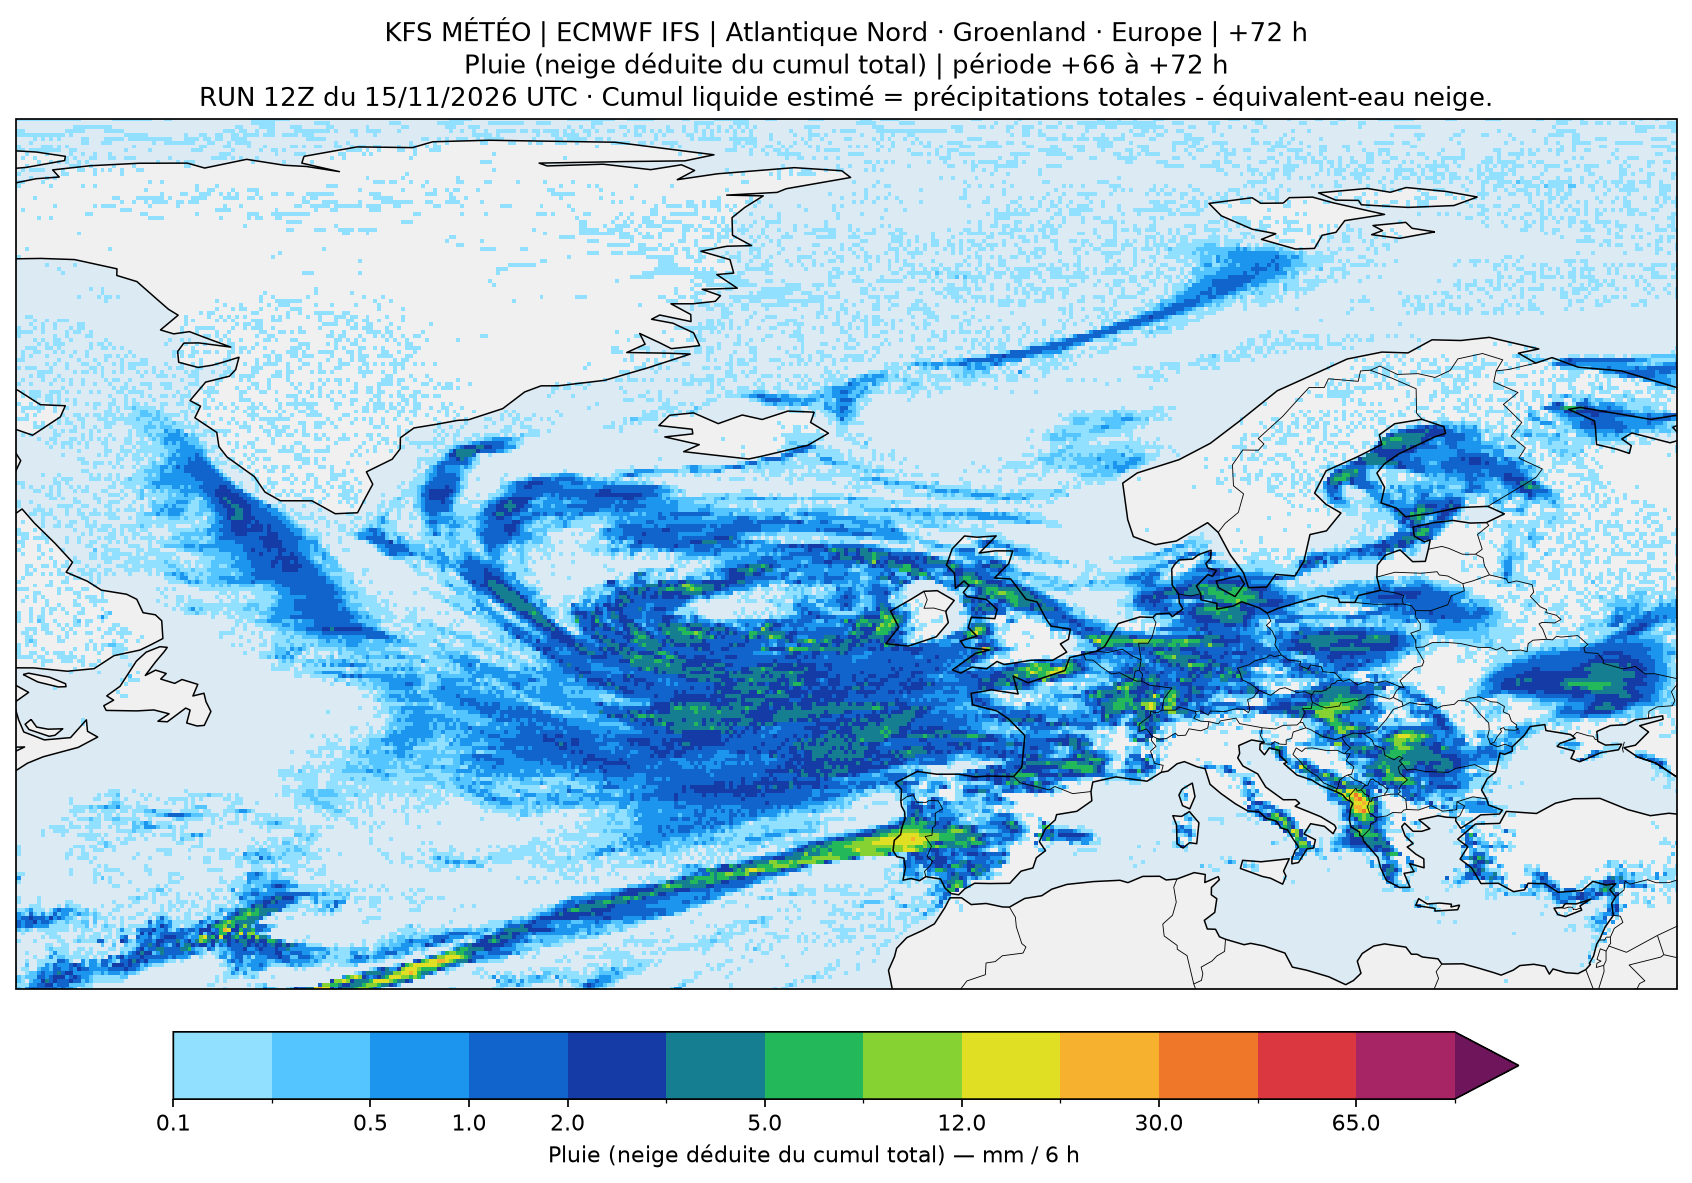 KFS MÉTÉO | ECMWF IFS | Atlantique Nord · Groenland · Europe | +72 h
Pluie (neige déduite du cumul total) | période +66 à +72 h
RUN 12Z du 15/11/2026 UTC · Cumul liquide estimé = précipitations totales - équivalent-eau neige.
0.1 0.5 1.0 2.0 5.0 12.0 30.0 65.0
Pluie (neige déduite du cumul total) — mm / 6 h